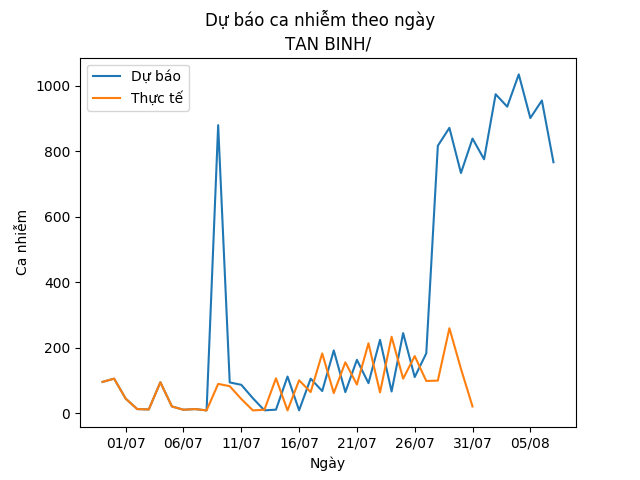 Dự báo ca nhiễm theo ngày
TAN BINH/
Dự báo
Thực tế
1000
800
600
400
200
0
Ca nhiễm
01/07 06/07 11/07 16/07 21/07 26/07 31/07 05/08
Ngày